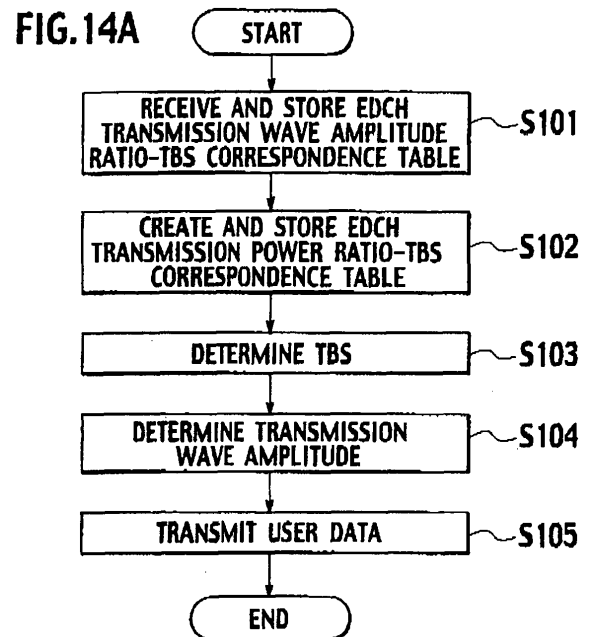 FIG.14A
START
RECEIVE AND STORE EDCH
TRANSMISSION WAVE AMPLITUDE
RATIO-TBS CORRESPONDENCE TABLE
S101
CREATE AND STORE EDCH
TRANSMISSION POWER RATIO-TBS
CORRESPONDENCE TABLE
S102
DETERMINE TBS
S103
DETERMINE TRANSMISSION
WAVE AMPLITUDE
S104
TRANSMIT USER DATA
S105
END